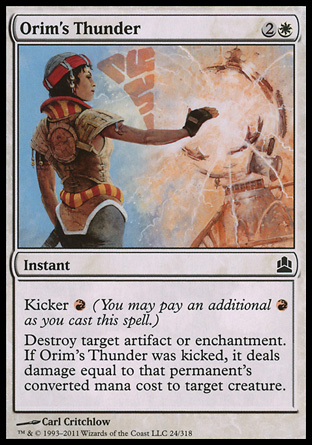 Orim's Thunder 2
Instant
Kicker (You may pay an additional
as you cast this spell.)
Destroy target artifact or enchantment.
If Orim's Thunder was kicked, it deals
damage equal to that permanent's
converted mana cost to target creature.
Carl Critchlow
™ & © 1993–2011 Wizards of the Coast LLC 24/318